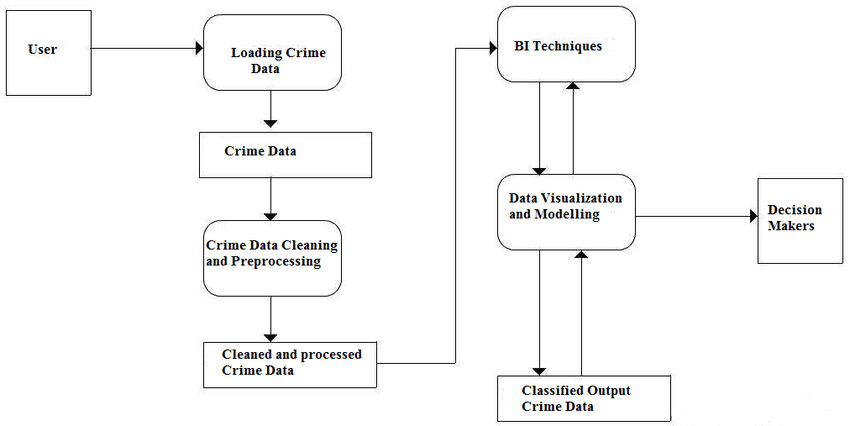 User
Loading Crime
Data
Crime Data
Crime Data Cleaning
and Preprocessing
Cleaned and processed
Crime Data
BI Techniques
Data Visualization
and Modelling
Classified Output
Crime Data
Decision
Makers